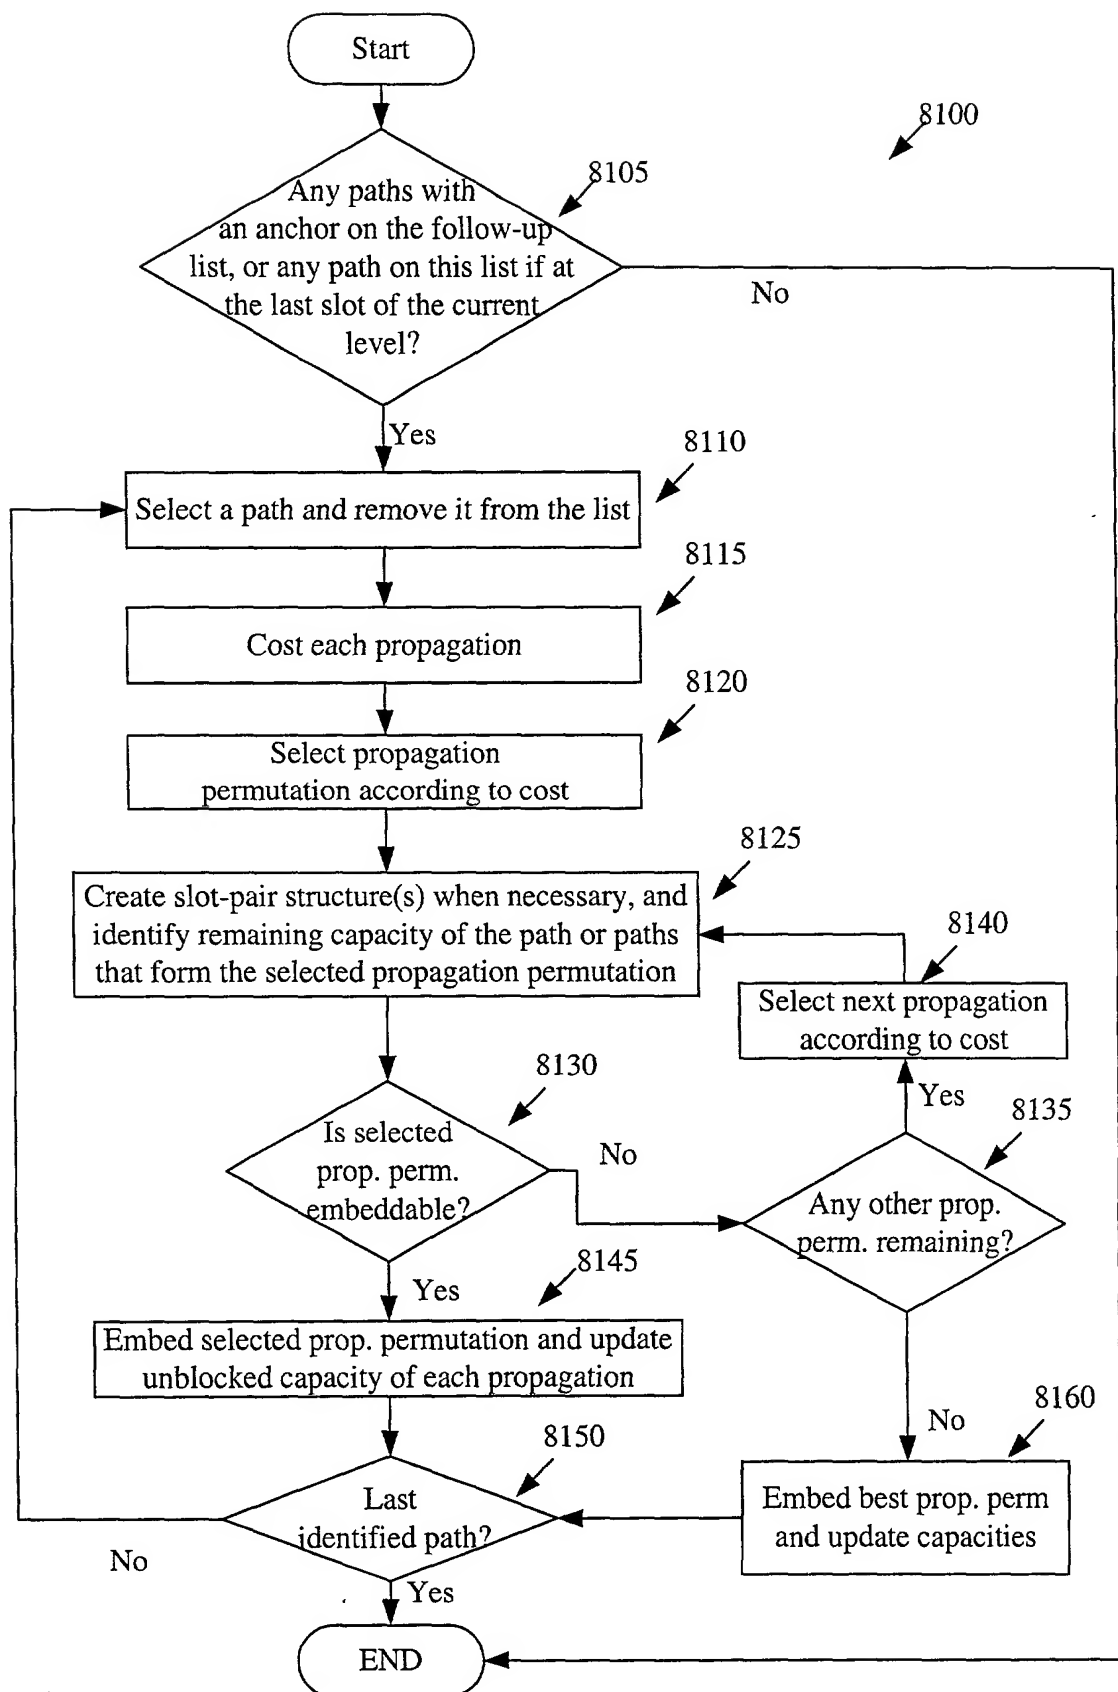 Start
8100
8105
Any paths with
an anchor on the follow-up
list, or any path on this list if at
the last slot of the current
level?
No
Yes
8110
Select a path and remove it from the list
8115
Cost each propagation
8120
Select propagation
permutation according to cost
8125
Create slot-pair structure(s) when necessary, and
identify remaining capacity of the path or paths
that form the selected propagation permutation
8140
Select next propagation
according to cost
8130
Is selected
prop. perm.
embeddable?
No
Yes
8135
Any other prop.
perm. remaining?
8145
Yes
Embed selected prop. permutation and update
unblocked capacity of each propagation
No
8160
8150
Last
identified path?
Embed best prop. perm
and update capacities
No
Yes
END